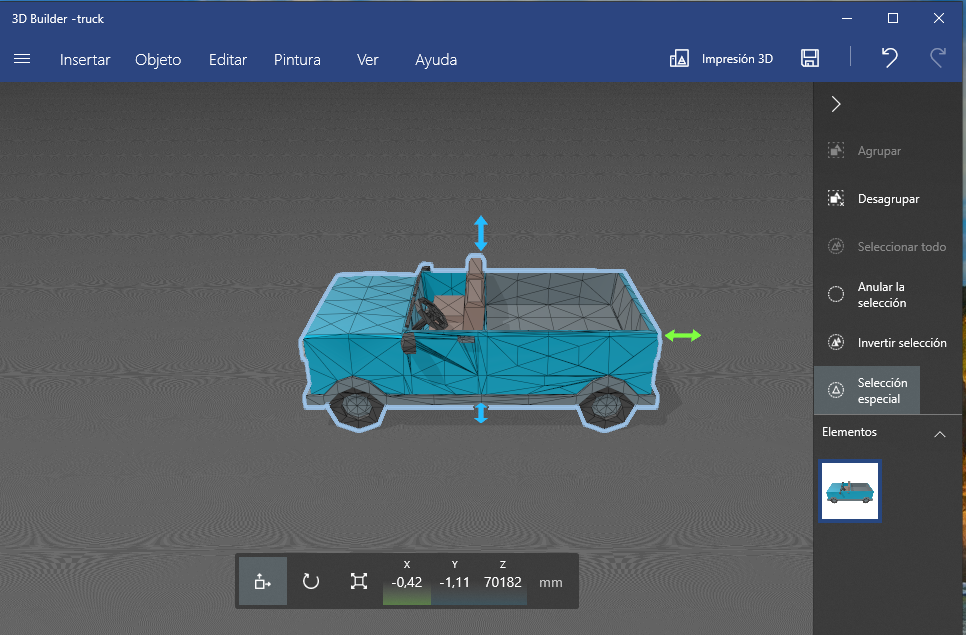 3D Builder -truck
Insertar Objeto Editar Pintura Ver Ayuda Impresión 3D
Agrupar
Desagrupar
Seleccionar todo
Anular la
selección
Invertir selección
Selección
especial
Elementos
X Y Z
-0,42 -1,11 70182 mm